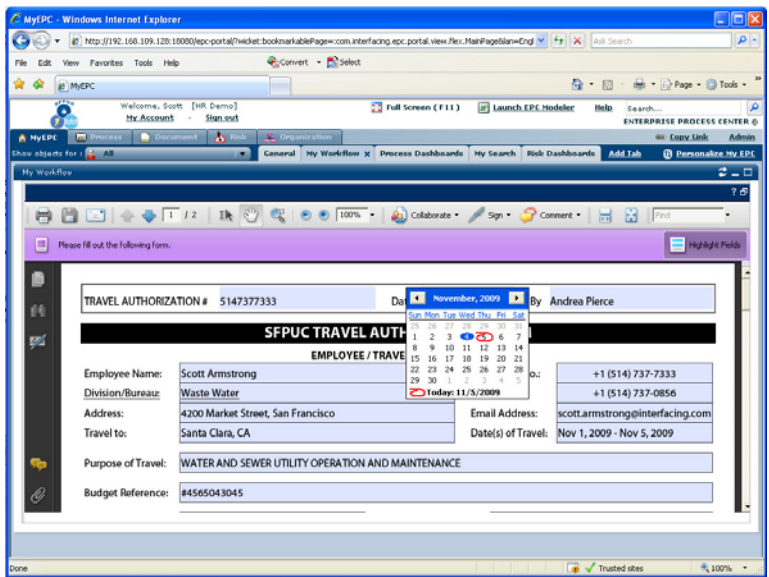 MyEPC - Windows Internet Explorer
http://192.168.109.128:18080/epc-portal/?wicket:bookmarkablePage=:com.interfacing.epc.portal.view.flex.MainPage&lan=Engl
Ask Search
File Edit View Favorites Tools Help Convert Select
MyEPC Page Tools
Welcome, Scott [HR Demo] Full Screen (F11) Launch EPC Modeler Help Search...
My Account - Sign out ENTERPRISE PROCESS CENTER ®
MyEPC Process Document Risk Organization Copy Link Admin
Show objects for : All General My Workflow x Process Dashboards My Search Risk Dashboards Add Tab Personalize My EPC
My Workflow
1 / 2 100% Collaborate Sign Comment Find
Please fill out the following form. Highlight Fields
TRAVEL AUTHORIZATION # 5147377333 Da By Andrea Pierce
November, 2009
Sun Mon Tue Wed Thu Fri Sat
25 26 27 28 29 30 31
1 2 3 4 5 6 7
8 9 10 11 12 13 14
15 16 17 18 19 20 21
22 23 24 25 26 27 28
29 30 1 2 3 4 5
Today: 11/5/2009
SFPUC TRAVEL AUTH
EMPLOYEE / TRAVE
Employee Name: Scott Armstrong o.: +1 (514) 737-7333
Division/Bureau: Waste Water +1 (514) 737-0856
Address: 4200 Market Street, San Francisco Email Address: scott.armstrong@interfacing.com
Travel to: Santa Clara, CA Date(s) of Travel: Nov 1, 2009 - Nov 5, 2009
Purpose of Travel: WATER AND SEWER UTILITY OPERATION AND MAINTENANCE
Budget Reference: #4565043045
Done Trusted sites 100%